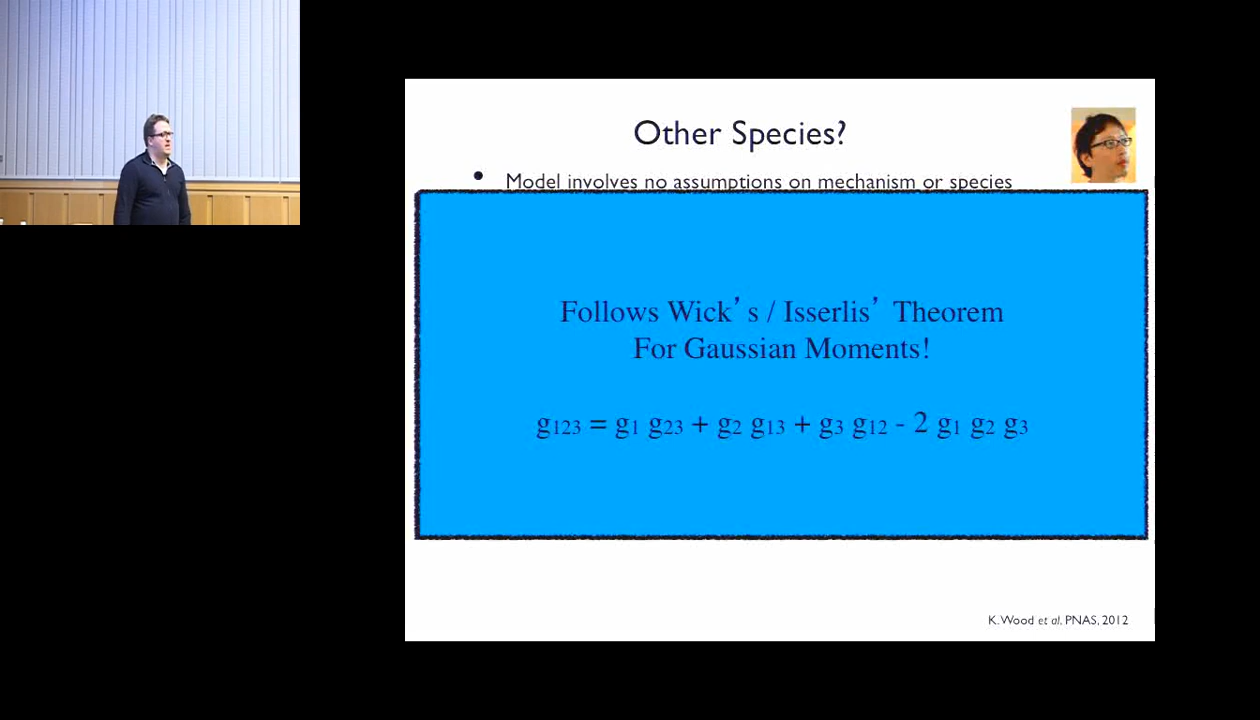 Other Species?
• Model involves no assumptions on mechanism or species
Follows Wick’s / Isserlis’ Theorem
For Gaussian Moments!
g₁₂₃ = g₁ g₂₃ + g₂ g₁₃ + g₃ g₁₂ - 2 g₁ g₂ g₃
K. Wood et al, PNAS, 2012